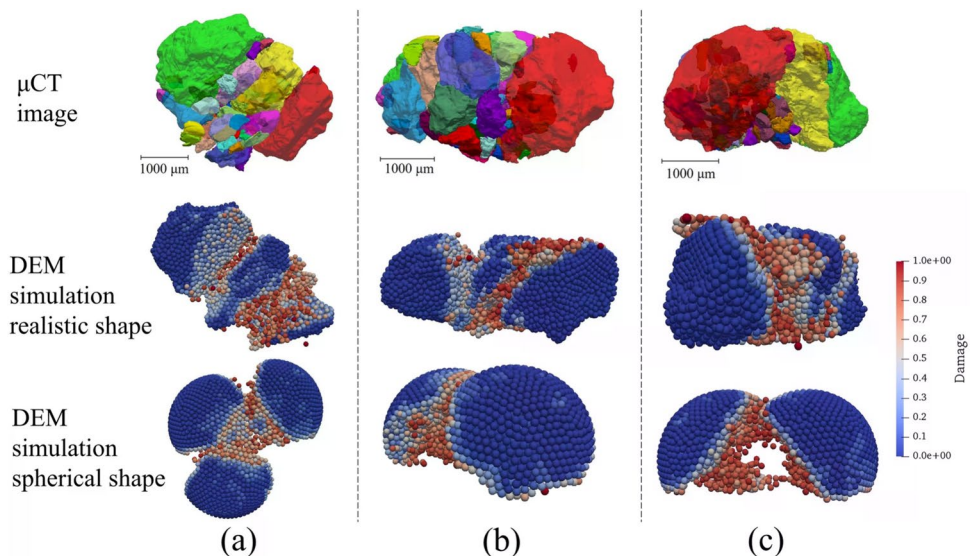 μCT
image
1000 μm
1000 μm
1000 μm
DEM
simulation
realistic shape
1.0e+00
0.9
0.8
0.7
0.6
0.5
0.4
0.3
0.2
0.1
0.0e+00
Damage
DEM
simulation
spherical shape
(a)
(b)
(c)